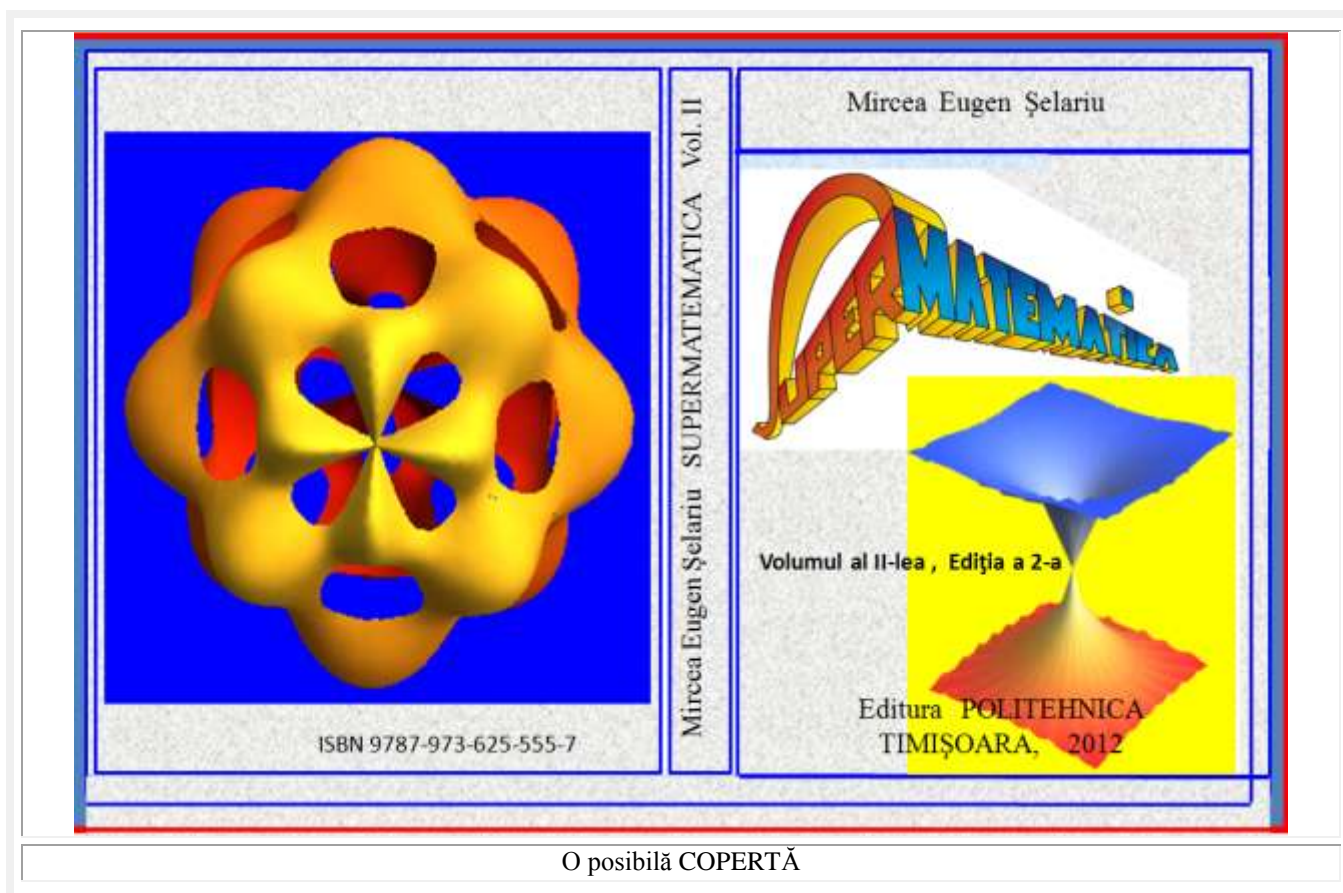 ISBN 9787-973-625-555-7
Mircea Eugen Şelariu SUPERMATEMATICA Vol. II
Mircea Eugen Şelariu
SUPERMATEMATICA
Volumul al II-lea , Ediţia a 2-a
Editura POLITEHNICA
TIMIŞOARA, 2012
O posibilă COPERTĂ